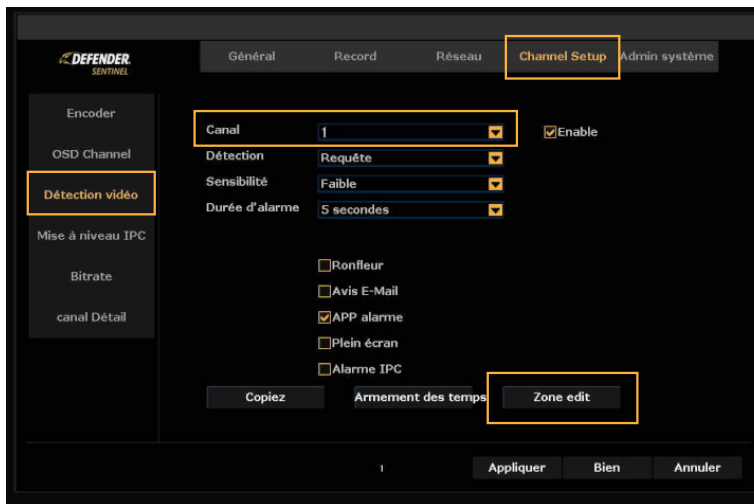 DEFENDER
SENTINEL
Général
Record
Réseau
Channel Setup
Admin système
Encoder
OSD Channel
Détection vidéo
Mise à niveau IPC
Bitrate
canal Détail
Canal 1 Enable
Détection Requête
Sensibilité Faible
Durée d'alarme 5 secondes
Ronfleur
Avis E-Mail
APP alarme
Plein écran
Alarme IPC
Copiez Armement des temps Zone edit
1 Appliquer Bien Annuler